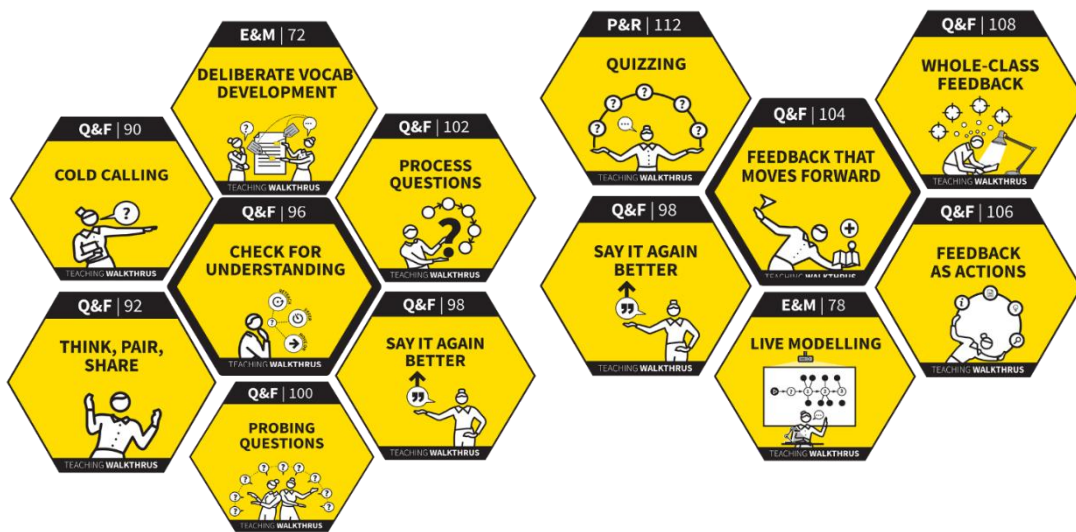 E&M | 72
DELIBERATE VOCAB
DEVELOPMENT
TEACHING WALKTHRUS
Q&F | 90
COLD CALLING
?
TEACHING WALKTHRUS
Q&F | 102
PROCESS
QUESTIONS
?
TEACHING WALKTHRUS
Q&F | 96
CHECK FOR
UNDERSTANDING
TEACHING WALKTHRUS
Q&F | 92
THINK, PAIR,
SHARE
TEACHING WALKTHRUS
Q&F | 98
SAY IT AGAIN
BETTER
TEACHING WALKTHRUS
Q&F | 100
PROBING
QUESTIONS
? ? ? ? ? ? ? ?
TEACHING WALKTHRUS
P&R | 112
QUIZZING
? ? ? ? ?
TEACHING WALKTHRUS
Q&F | 108
WHOLE-CLASS
FEEDBACK
TEACHING WALKTHRUS
Q&F | 104
FEEDBACK THAT
MOVES FORWARD
TEACHING WALKTHRUS
Q&F | 98
SAY IT AGAIN
BETTER
TEACHING WALKTHRUS
Q&F | 106
FEEDBACK
AS ACTIONS
TEACHING WALKTHRUS
E&M | 78
LIVE MODELLING
TEACHING WALKTHRUS